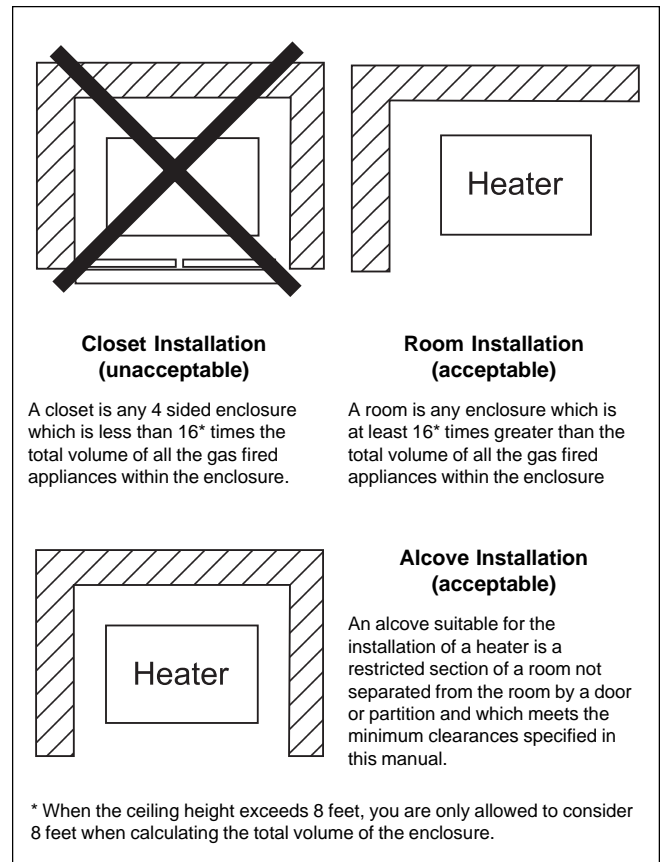 Heater
Closet Installation
(unacceptable)
A closet is any 4 sided enclosure
which is less than 16* times the
total volume of all the gas fired
appliances within the enclosure.
Room Installation
(acceptable)
A room is any enclosure which is
at least 16* times greater than the
total volume of all the gas fired
appliances within the enclosure
Heater
Alcove Installation
(acceptable)
An alcove suitable for the
installation of a heater is a
restricted section of a room not
separated from the room by a door
or partition and which meets the
minimum clearances specified in
this manual.
* When the ceiling height exceeds 8 feet, you are only allowed to consider
8 feet when calculating the total volume of the enclosure.